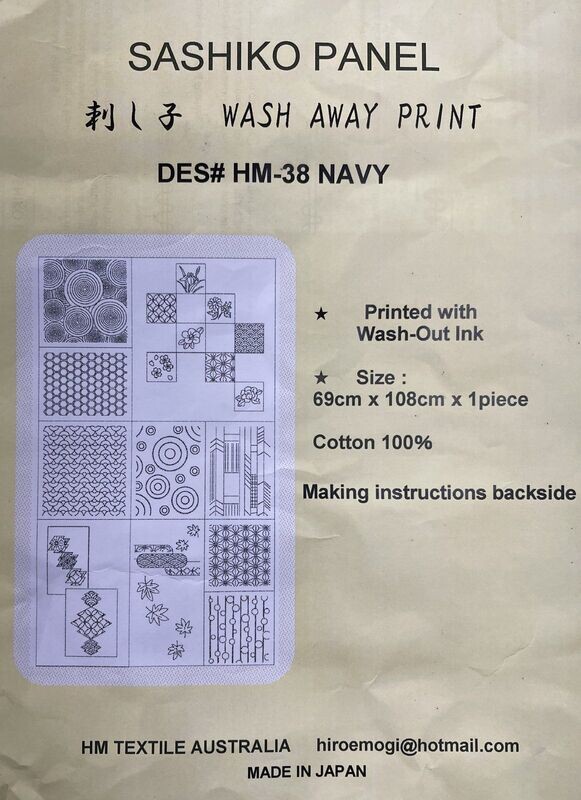 SASHIKO PANEL
刺し子 WASH AWAY PRINT
DES# HM-38 NAVY
★ Printed with
Wash-Out Ink
★ Size :
69cm x 108cm x 1piece
Cotton 100%
Making instructions backside
HM TEXTILE AUSTRALIA hiroemogi@hotmail.com
MADE IN JAPAN